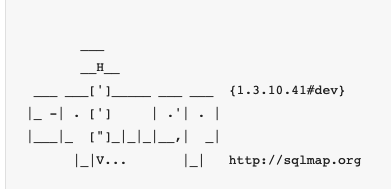 ___
       __H__
 ___ ___[']_____ ___ ___  {1.3.10.41#dev}
|_ -| . [']     | .'| . |
|___|_  ["]_|_|_|__,|  _|
      |_|V...       |_|   http://sqlmap.org